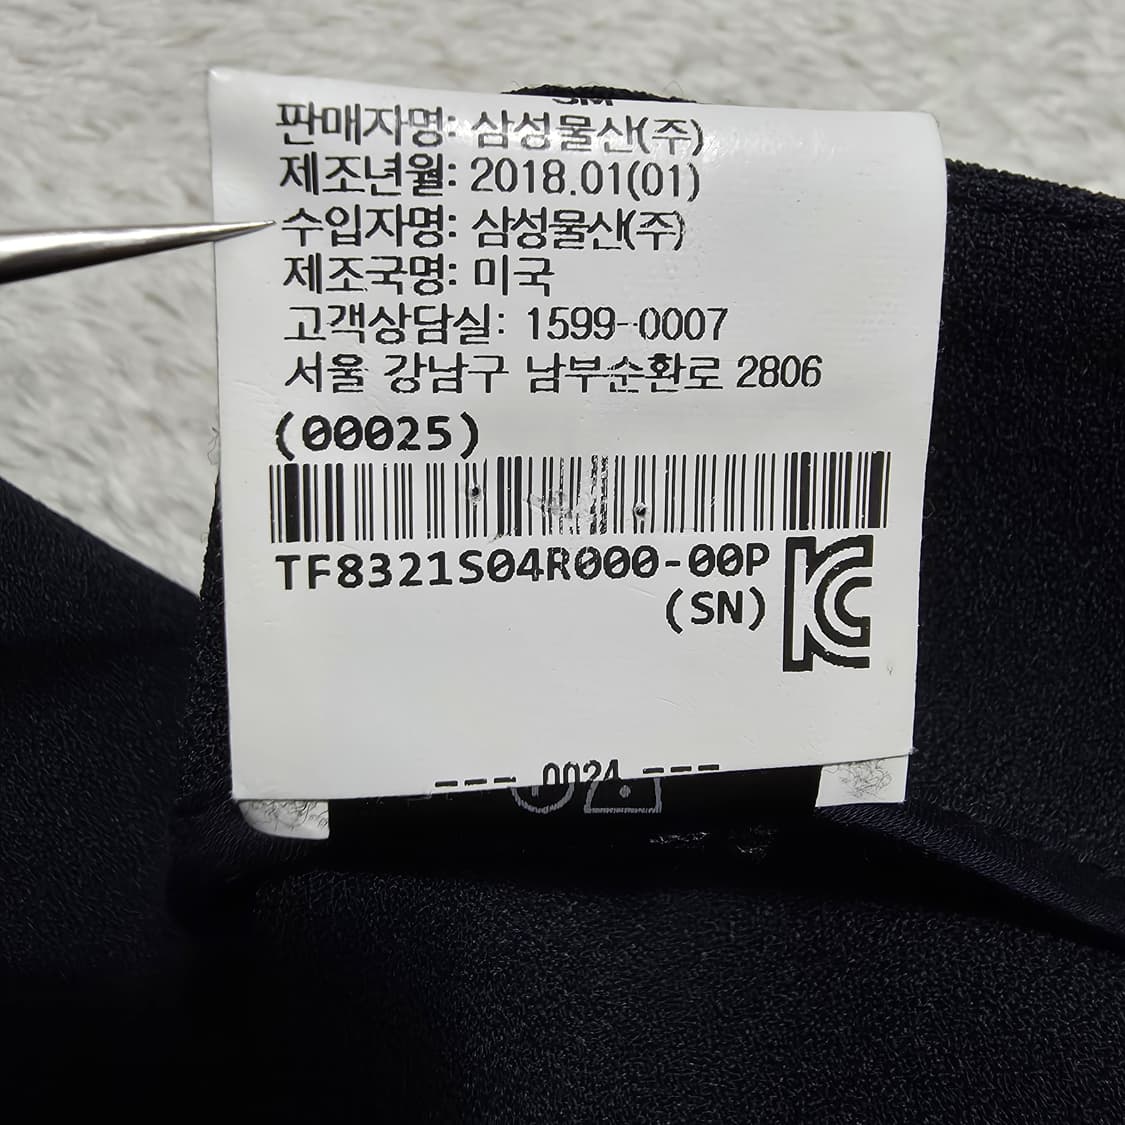 판매자명: 삼성물산(주)
제조년월: 2018.01(01)
수입자명: 삼성물산(주)
제조국명: 미국
고객상담실: 1599-0007
서울 강남구 남부순환로 2806
(00025)
TF8321S04R000-00P
(SN)
KC
--- 0024 ---